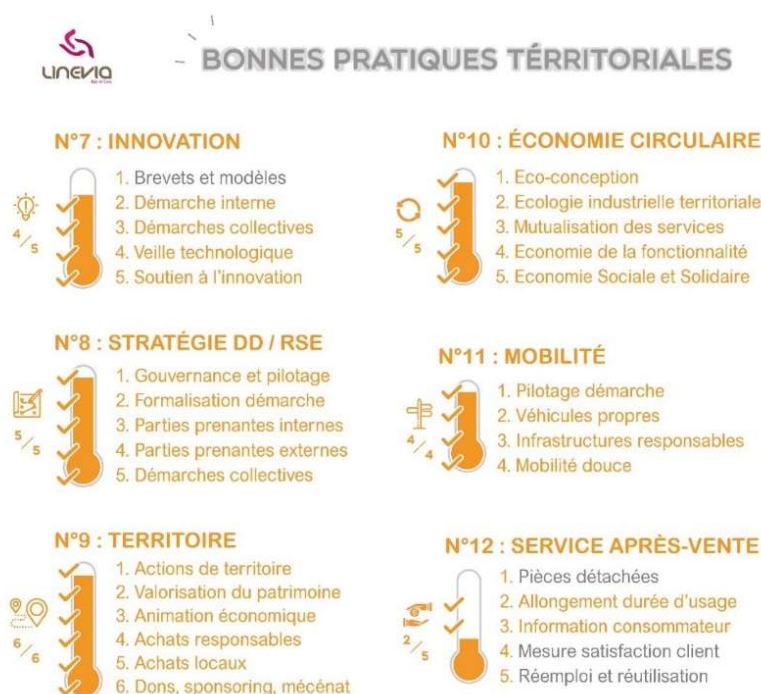 LINEVIA
BONNES PRATIQUES TÉRRITORIALES
N°7 : INNOVATION
4/5
1. Brevets et modèles
2. Démarche interne
3. Démarches collectives
4. Veille technologique
5. Soutien à l'innovation
N°8 : STRATÉGIE DD / RSE
5/5
1. Gouvernance et pilotage
2. Formalisation démarche
3. Parties prenantes internes
4. Parties prenantes externes
5. Démarches collectives
N°9 : TERRITOIRE
6/6
1. Actions de territoire
2. Valorisation du patrimoine
3. Animation économique
4. Achats responsables
5. Achats locaux
6. Dons, sponsoring, mécénat
N°10 : ÉCONOMIE CIRCULAIRE
5/5
1. Eco-conception
2. Ecologie industrielle territoriale
3. Mutualisation des services
4. Economie de la fonctionnalité
5. Economie Sociale et Solidaire
N°11 : MOBILITÉ
4/4
1. Pilotage démarche
2. Véhicules propres
3. Infrastructures responsables
4. Mobilité douce
N°12 : SERVICE APRÈS-VENTE
2/5
1. Pièces détachées
2. Allongement durée d'usage
3. Information consommateur
4. Mesure satisfaction client
5. Réemploi et réutilisation